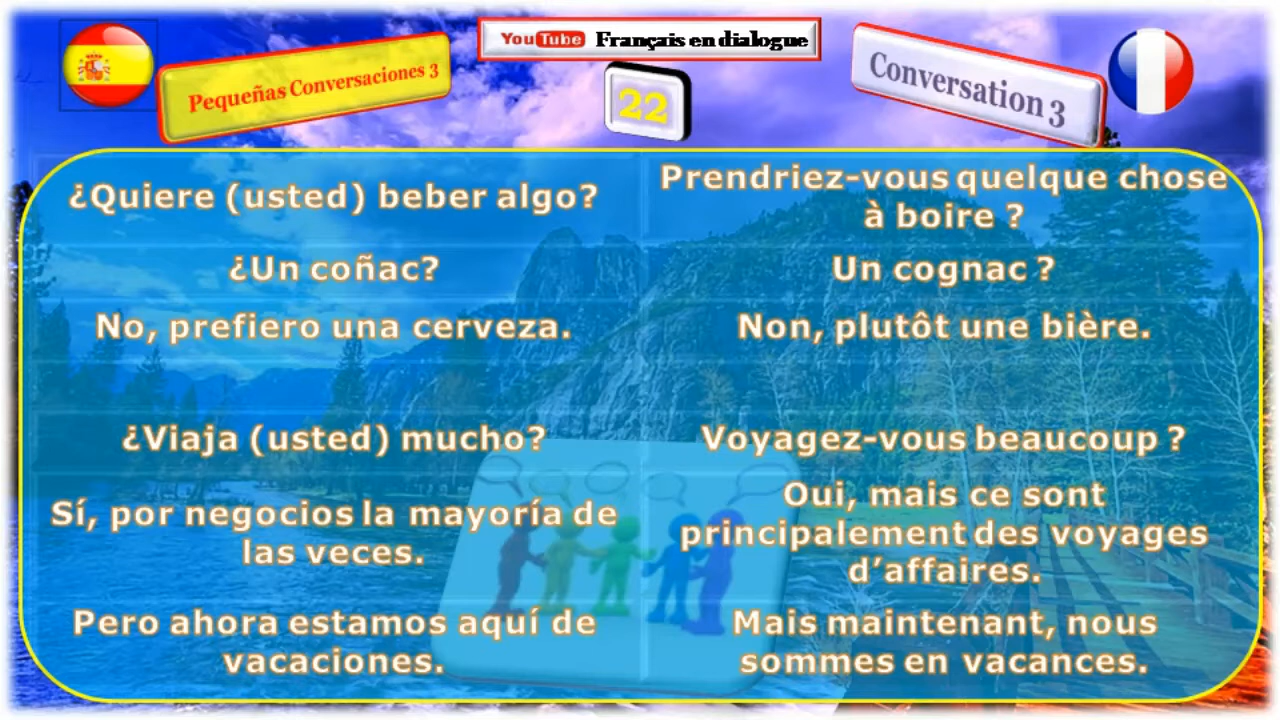 YouTube Français en dialogue
Pequeñas Conversaciones 3
22
Conversation 3
¿Quiere (usted) beber algo?
Prendriez-vous quelque chose
à boire ?
¿Un coñac?
Un cognac ?
No, prefiero una cerveza.
Non, plutôt une bière.
¿Viaja (usted) mucho?
Voyagez-vous beaucoup ?
Sí, por negocios la mayoría de
las veces.
Oui, mais ce sont
principalement des voyages
d’affaires.
Pero ahora estamos aquí de
vacaciones.
Mais maintenant, nous
sommes en vacances.